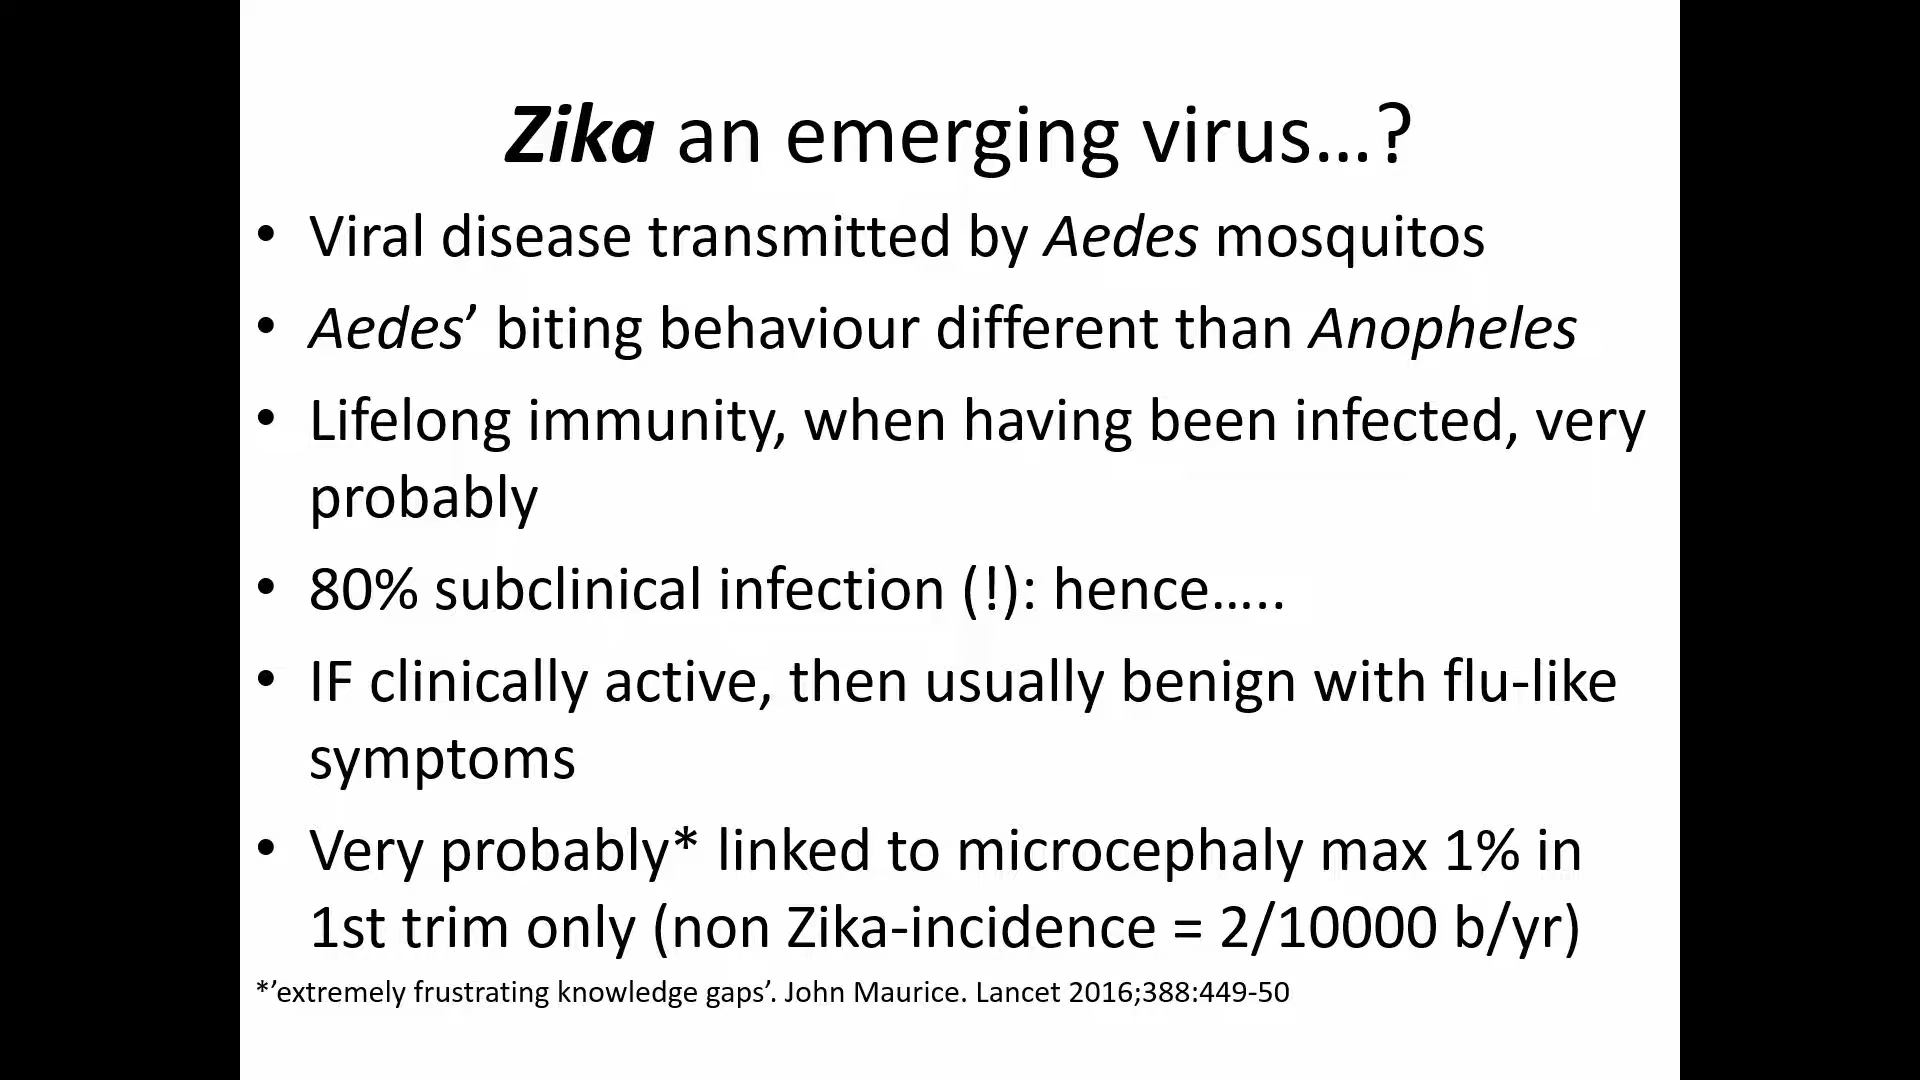 Zika an emerging virus...?
• Viral disease transmitted by Aedes mosquitos
• Aedes’ biting behaviour different than Anopheles
• Lifelong immunity, when having been infected, very
probably
• 80% subclinical infection (!): hence.....
• IF clinically active, then usually benign with flu-like
symptoms
• Very probably* linked to microcephaly max 1% in
1st trim only (non Zika-incidence = 2/10000 b/yr)
*’extremely frustrating knowledge gaps’. John Maurice. Lancet 2016;388:449-50